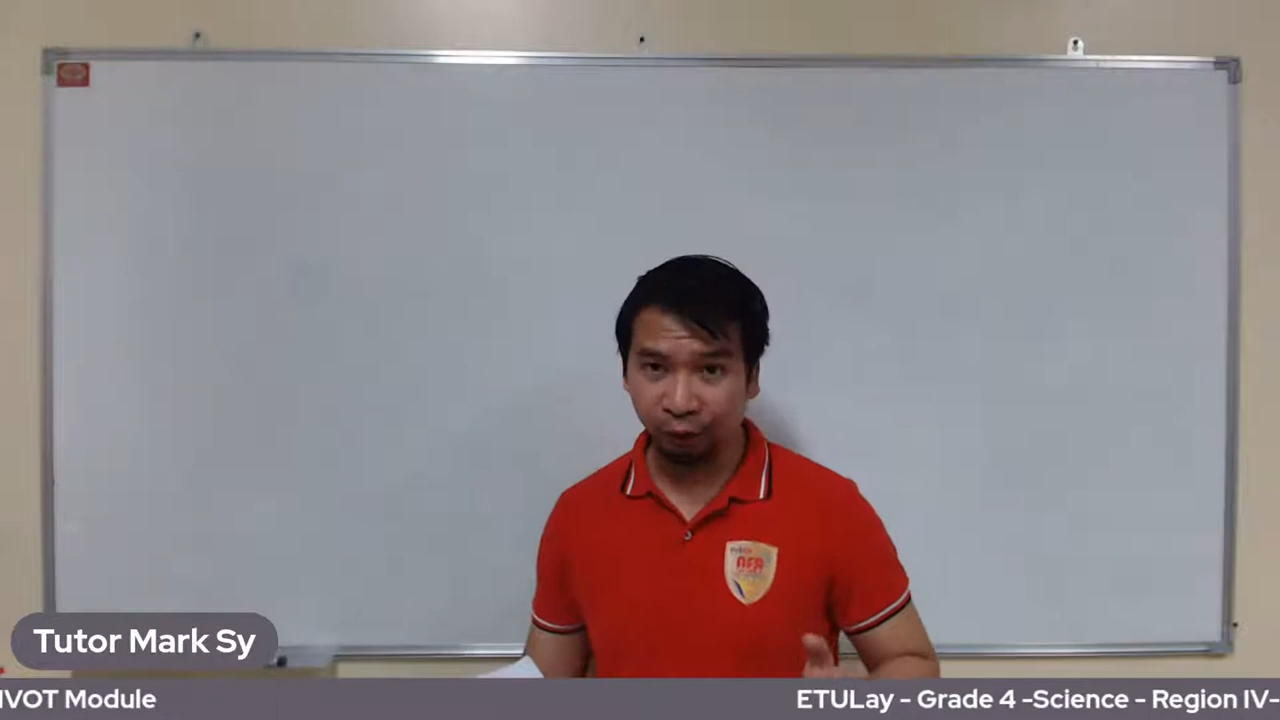 Tutor Mark Sy
IVOT Module
ETULay - Grade 4 -Science - Region IV-